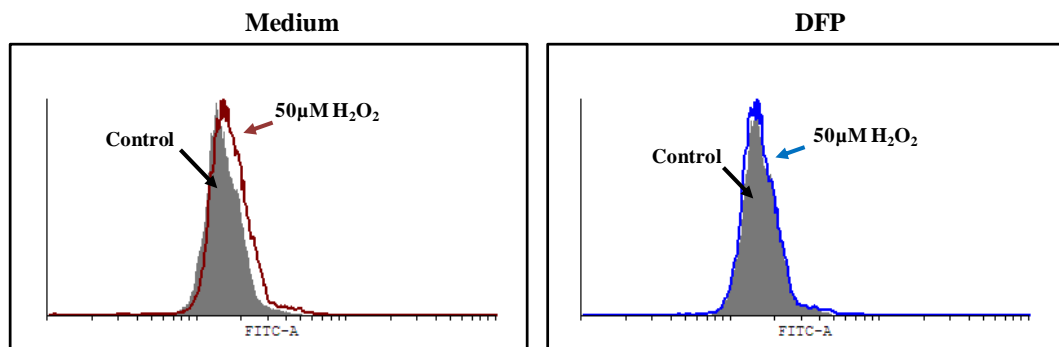 Medium
50µM H₂O₂
Control
FITC-A
DFP
50µM H₂O₂
Control
FITC-A